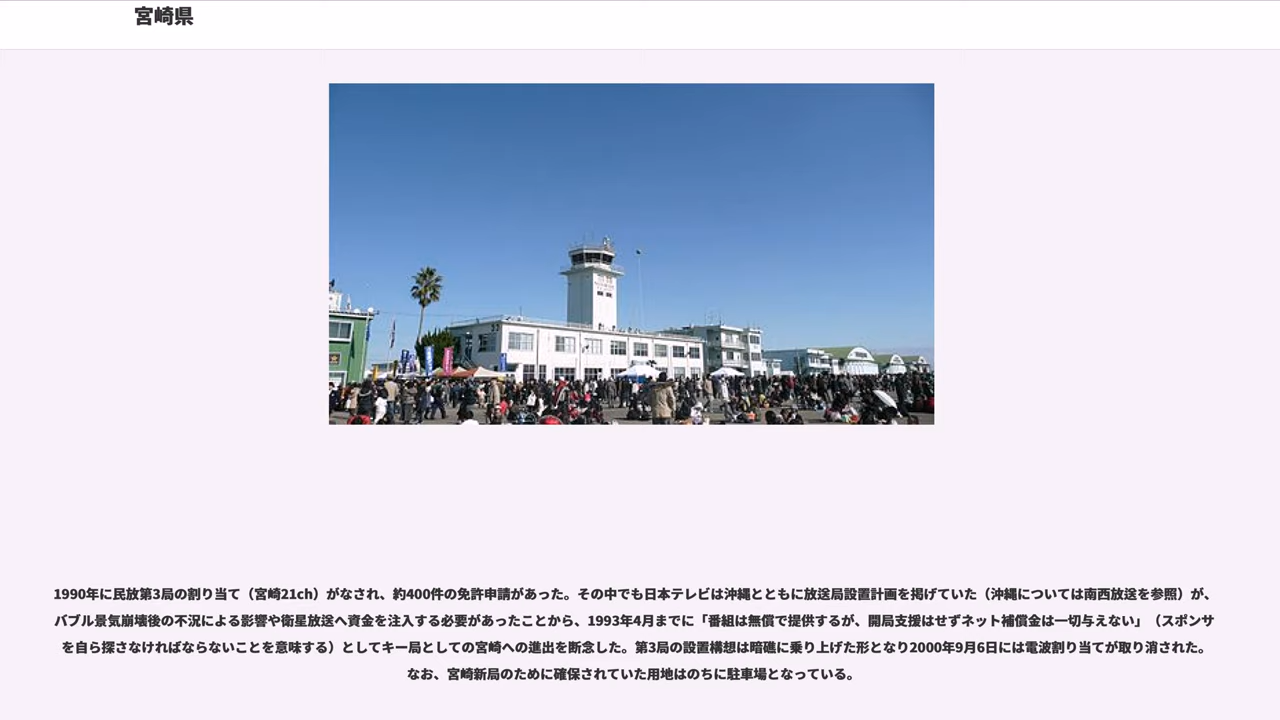 宮崎県
1990年に民放第3局の割り当て（宮崎21ch）がなされ、約400件の免許申請があった。その中でも日本テレビは沖縄とともに放送局設置計画を掲げていた（沖縄については南西放送を参照）が、
バブル景気崩壊後の不況による影響や衛星放送へ資金を注入する必要があったことから、1993年4月までに「番組は無償で提供するが、開局支援はせずネット補償金は一切与えない」（スポンサ
を自ら探さなければならないことを意味する）としてキー局としての宮崎への進出を断念した。第3局の設置構想は暗礁に乗り上げた形となり2000年9月6日には電波割り当てが取り消された。
なお、宮崎新局のために確保されていた用地はのちに駐車場となっている。